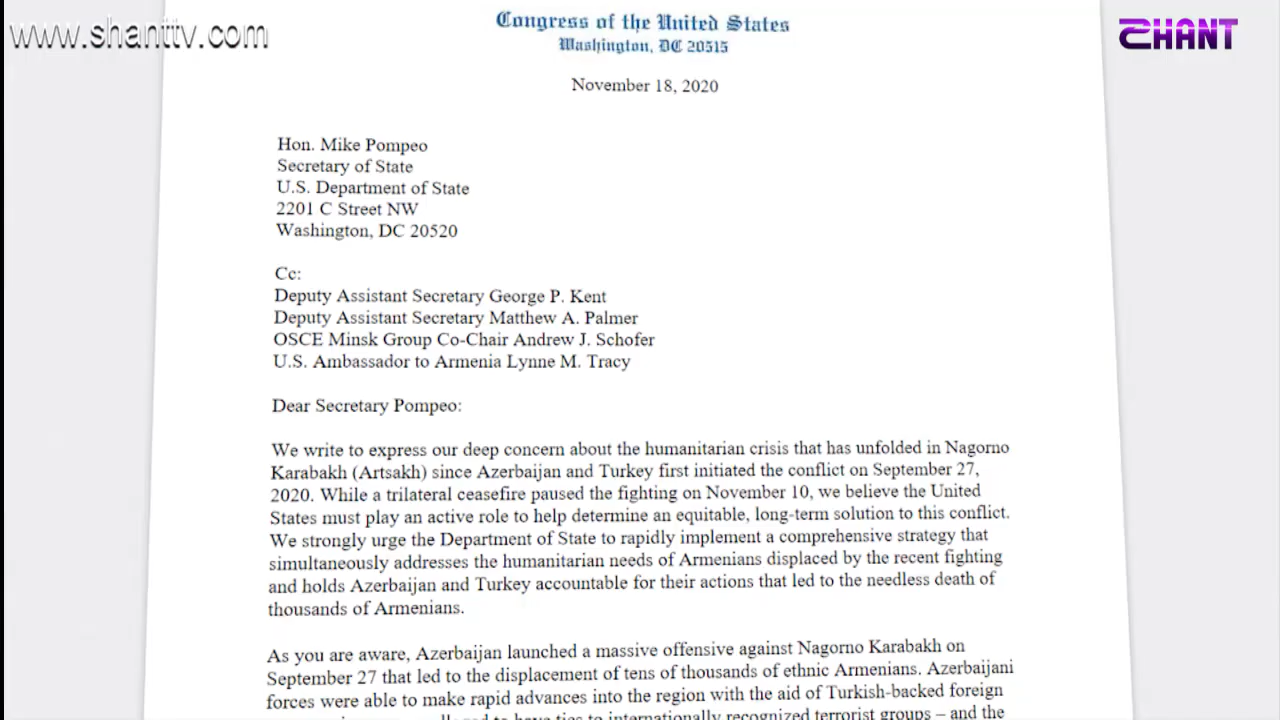 www.shanttv.com
SHANT
Congress of the United States
Washington, DC 20515
November 18, 2020
Hon. Mike Pompeo
Secretary of State
U.S. Department of State
2201 C Street NW
Washington, DC 20520
Cc:
Deputy Assistant Secretary George P. Kent
Deputy Assistant Secretary Matthew A. Palmer
OSCE Minsk Group Co-Chair Andrew J. Schofer
U.S. Ambassador to Armenia Lynne M. Tracy
Dear Secretary Pompeo:
We write to express our deep concern about the humanitarian crisis that has unfolded in Nagorno
Karabakh (Artsakh) since Azerbaijan and Turkey first initiated the conflict on September 27,
2020. While a trilateral ceasefire paused the fighting on November 10, we believe the United
States must play an active role to help determine an equitable, long-term solution to this conflict.
We strongly urge the Department of State to rapidly implement a comprehensive strategy that
simultaneously addresses the humanitarian needs of Armenians displaced by the recent fighting
and holds Azerbaijan and Turkey accountable for their actions that led to the needless death of
thousands of Armenians.
As you are aware, Azerbaijan launched a massive offensive against Nagorno Karabakh on
September 27 that led to the displacement of tens of thousands of ethnic Armenians. Azerbaijani
forces were able to make rapid advances into the region with the aid of Turkish-backed foreign
to have ties to internationally recognized terrorist groups – and the